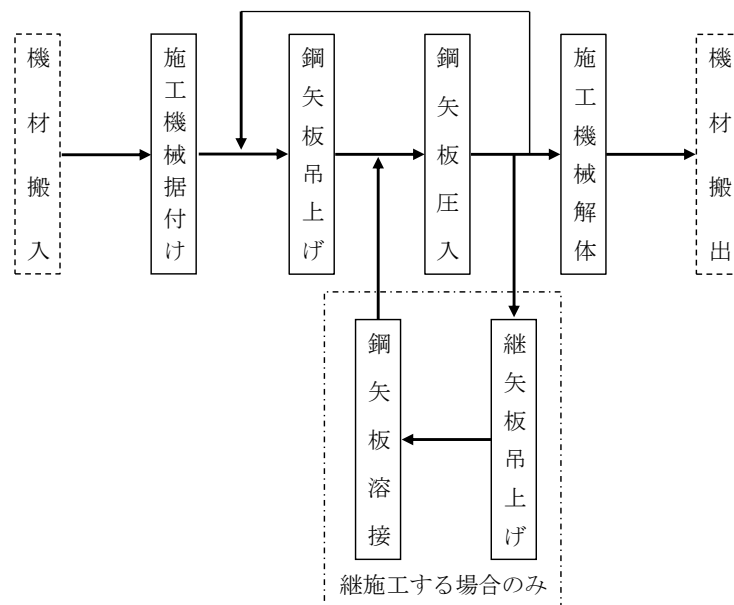 機材搬入
施工機械据付け
鋼矢板吊上げ
鋼矢板圧入
施工機械解体
機材搬出
鋼矢板溶接
継矢板吊上げ
継施工する場合のみ